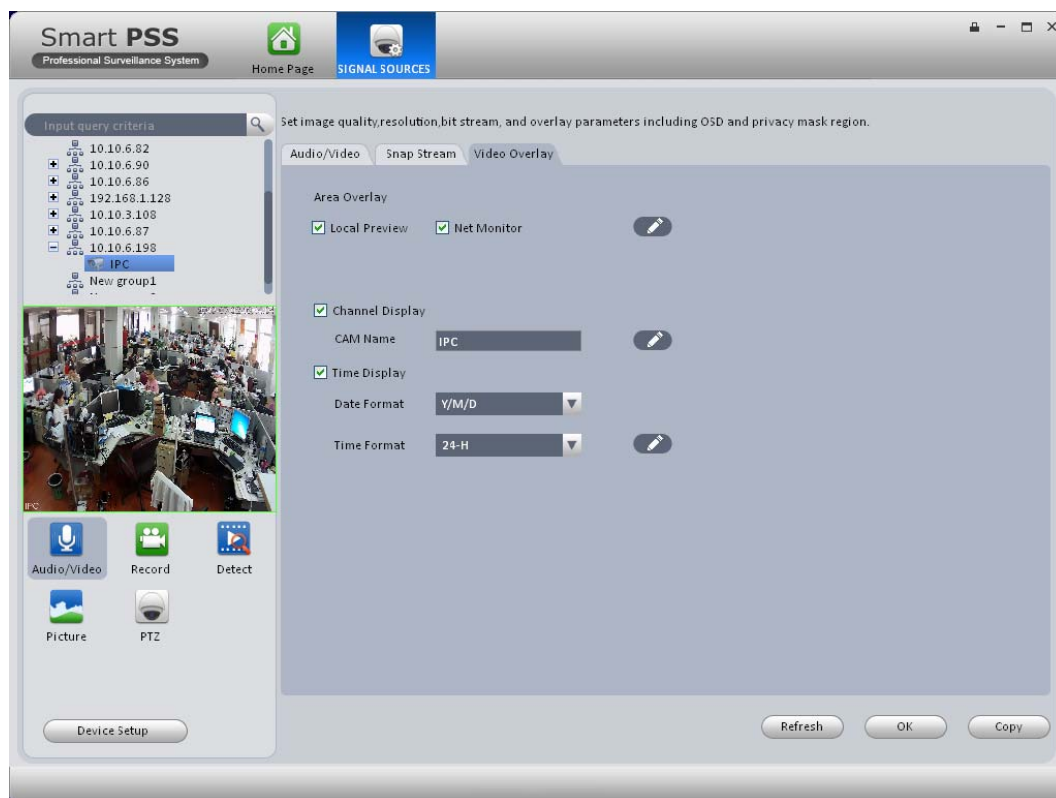 Smart PSS
Professional Surveillance System
Home Page
SIGNAL SOURCES
Input query criteria
10.10.6.82
10.10.6.90
10.10.6.86
192.168.1.128
10.10.3.108
10.10.6.87
10.10.6.198
IPC
New group1
IPC
Audio/Video
Record
Detect
Picture
PTZ
Device Setup
Set image quality,resolution,bit stream, and overlay parameters including OSD and privacy mask region.
Audio/Video Snap Stream Video Overlay
Area Overlay
Local Preview Net Monitor
Channel Display
CAM Name IPC
Time Display
Date Format Y/M/D
Time Format 24-H
Refresh OK Copy